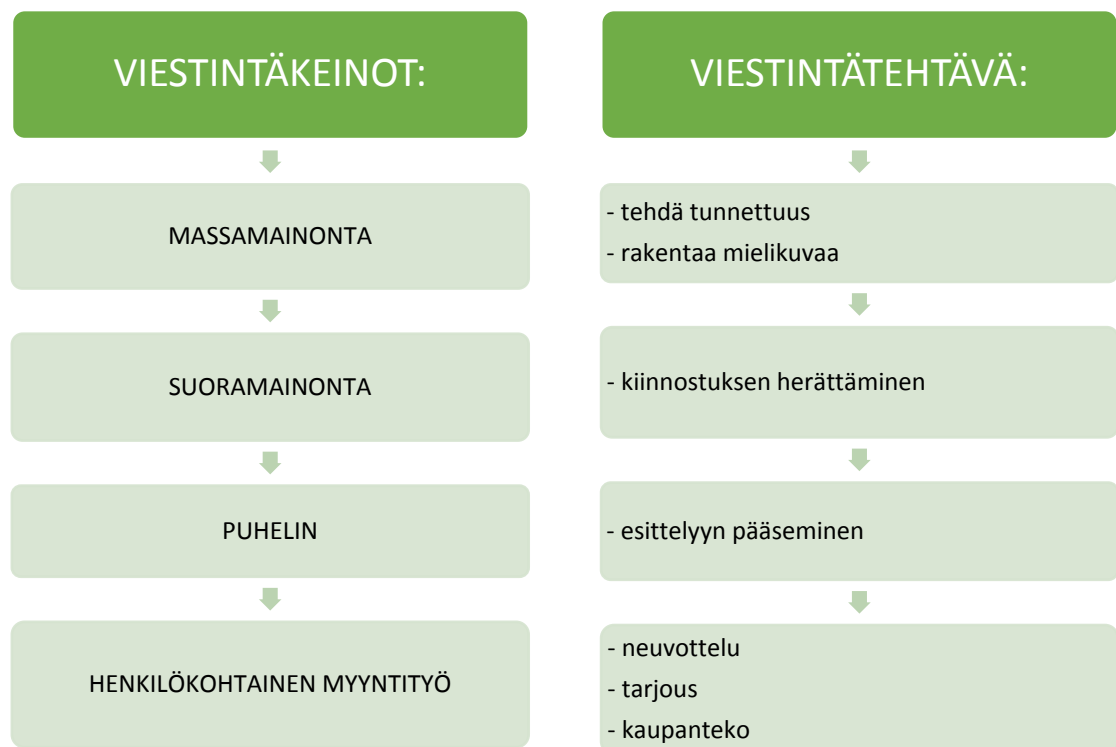 VIESTINTÄKEINOT:
MASSAMAINONTA
SUORAMAINONTA
PUHELIN
HENKILÖKOHTAINEN MYYNTITYÖ
VIESTINTÄTEHTÄVÄ:
- tehdä tunnettuus
- rakentaa mielikuvaa
- kiinnostuksen herättäminen
- esittelyyn pääseminen
- neuvottelu
- tarjous
- kaupanteko